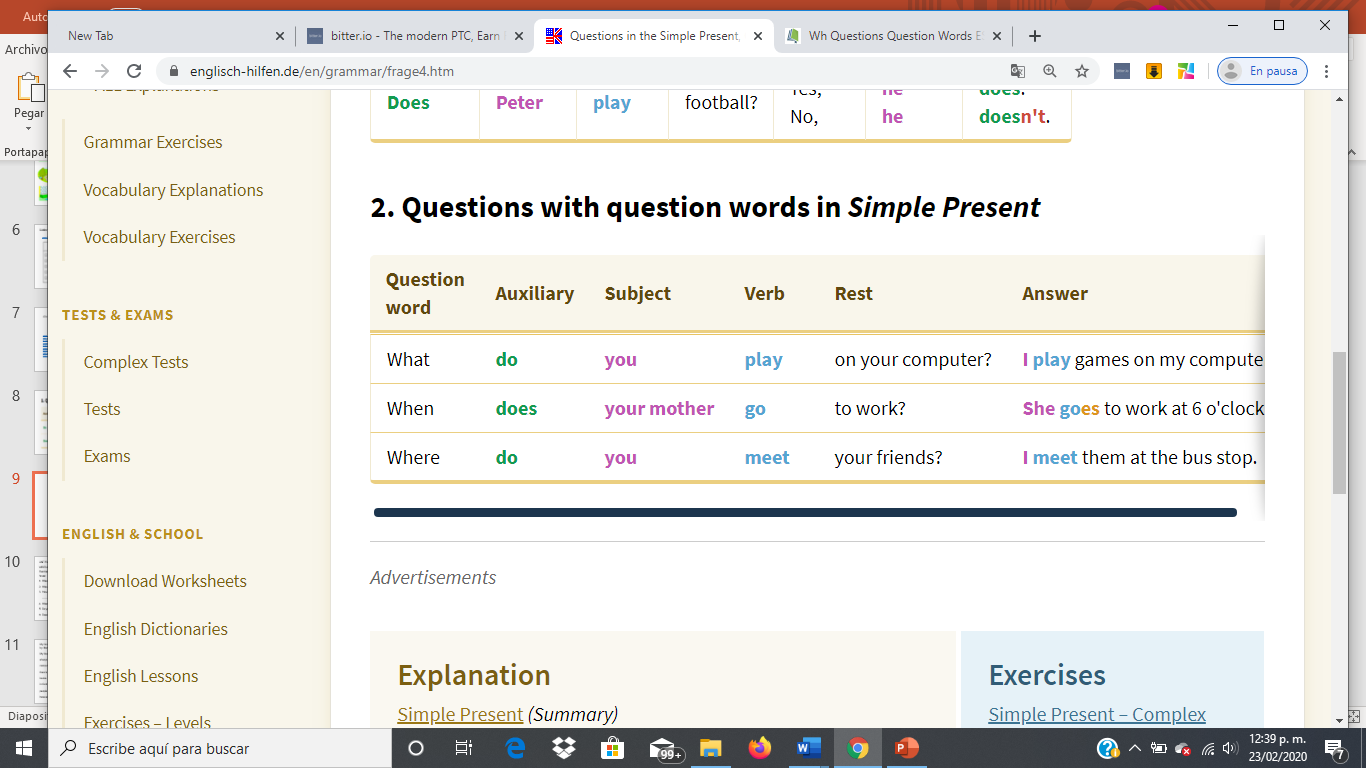 New Tab
bitter.io - The modern PTC, Earn
Questions in the Simple Present,
Wh Questions Question Words
englisch-hilfen.de/en/grammar/frage4.htm
En pausa
Archivo
Pegar
Grammar Exercises
Vocabulary Explanations
Vocabulary Exercises
TESTS & EXAMS
Complex Tests
Tests
Exams
ENGLISH & SCHOOL
Download Worksheets
English Dictionaries
English Lessons
Exercises – Levels
6
7
8
9
10
11
Does Peter play football? Yes, he does.
No, he doesn't.
2. Questions with question words in Simple Present
Question word Auxiliary Subject Verb Rest Answer
What do you play on your computer? I play games on my compute
When does your mother go to work? She goes to work at 6 o'clock
Where do you meet your friends? I meet them at the bus stop.
Advertisements
Explanation
Simple Present (Summary)
Exercises
Simple Present – Complex
Escribe aquí para buscar
99+
12:39 p. m.
23/02/2020
7